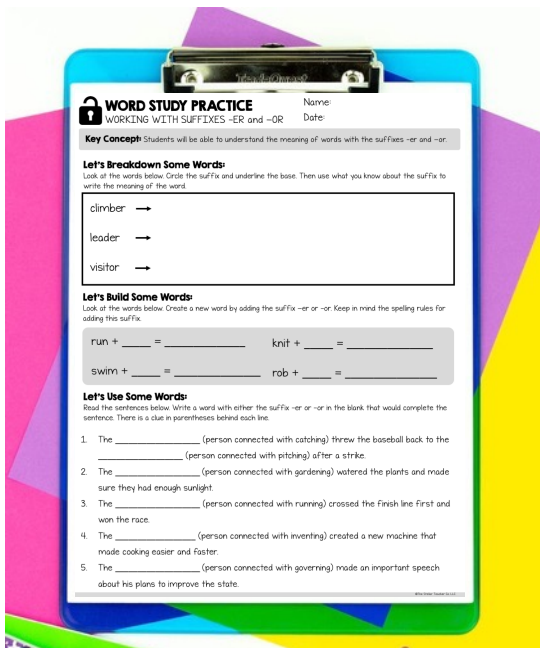 WORD STUDY PRACTICE
WORKING WITH SUFFIXES -ER and -OR
Name:
Date:
Key Concept: Students will be able to understand the meaning of words with the suffixes -er and -or.
Let's Breakdown Some Words:
Look at the words below. Circle the suffix and underline the base. Then use what you know about the suffix to
write the meaning of the word.
climber →
leader →
visitor →
Let's Build Some Words:
Look at the words below. Create a new word by adding the suffix -er or -or. Keep in mind the spelling rules for
adding this suffix.
run + _____ = ______________ knit + _____ = ______________
swim + _____ = ______________ rob + _____ = ______________
Let's Use Some Words:
Read the sentences below. Write a word with either the suffix -er or -or in the blank that would complete the
sentence. There is a clue in parentheses behind each line.
1. The ______________ (person connected with catching) threw the baseball back to the
______________ (person connected with pitching) after a strike.
2. The ______________ (person connected with gardening) watered the plants and made
sure they had enough sunlight.
3. The ______________ (person connected with running) crossed the finish line first and
won the race.
4. The ______________ (person connected with inventing) created a new machine that
made cooking easier and faster.
5. The ______________ (person connected with governing) made an important speech
about his plans to improve the state.